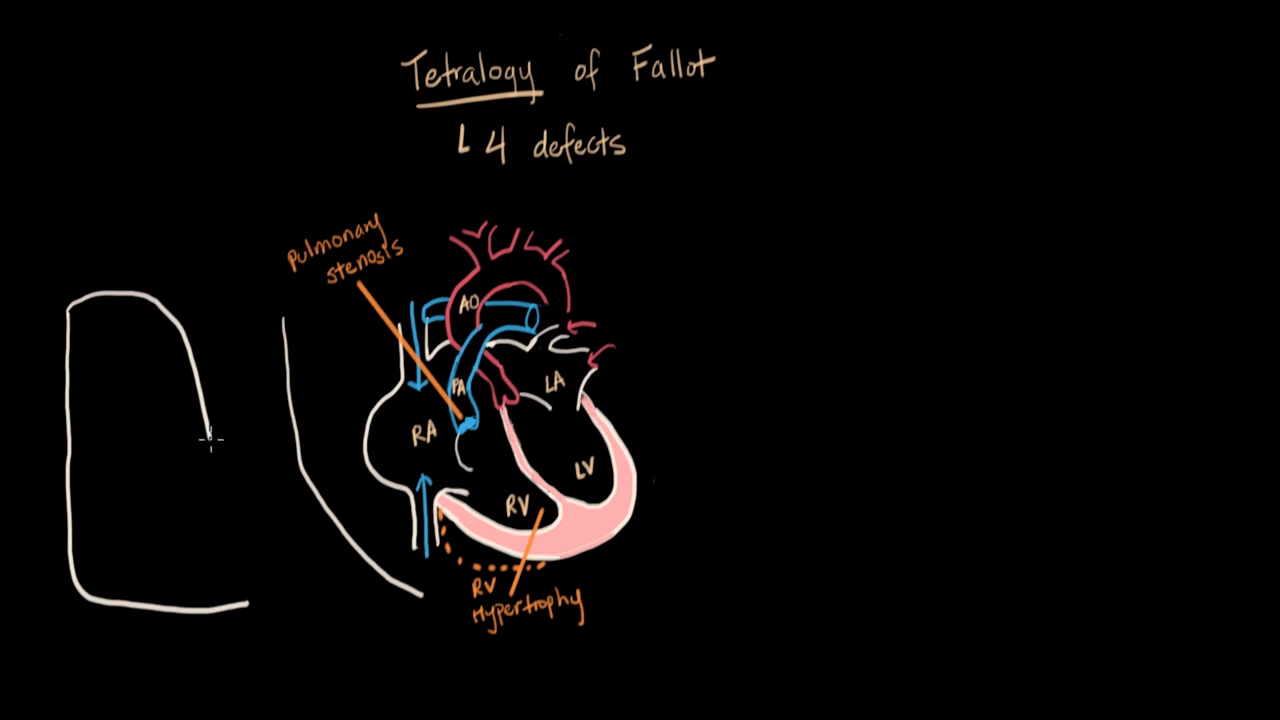 Tetralogy of Fallot
4 defects
pulmonary
stenosis
AO
PA
LA
RA
LV
RV
RV
Hypertrophy